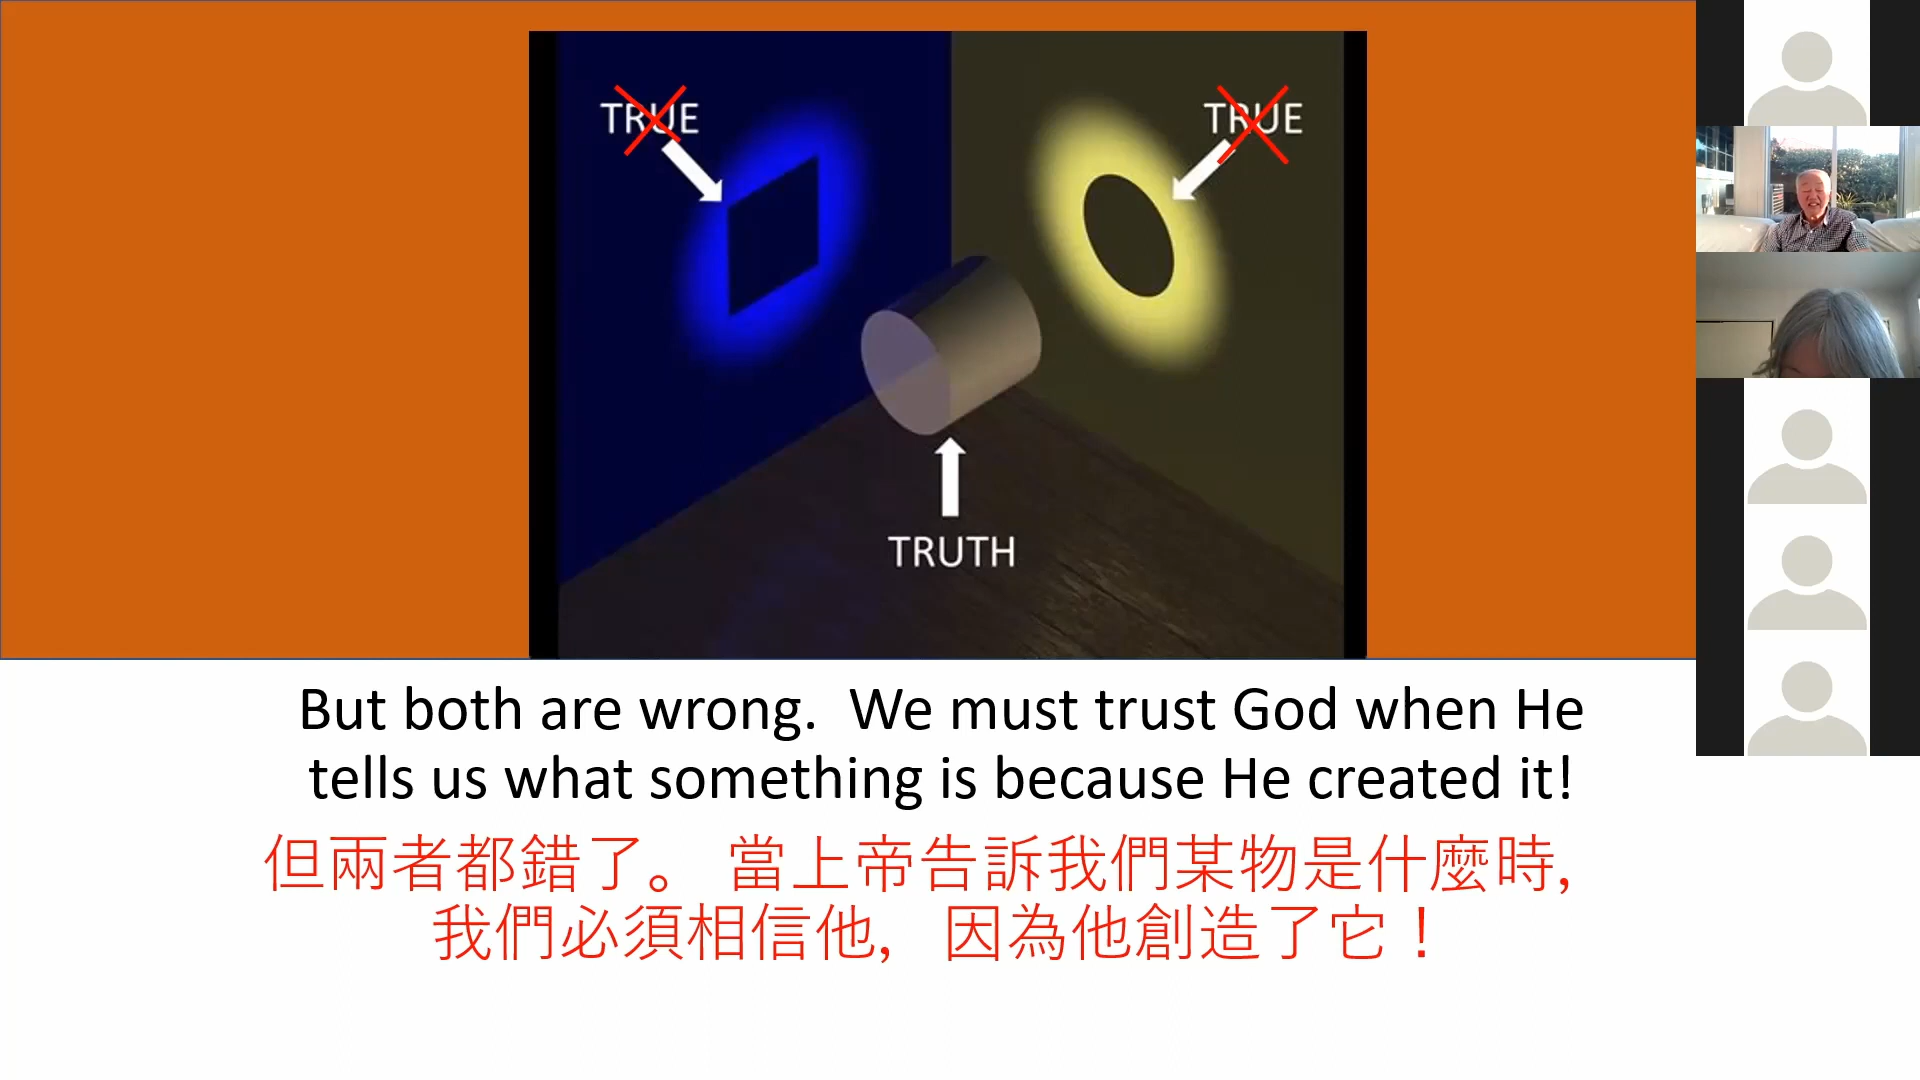 TRUE
TRUE
TRUTH
But both are wrong.  We must trust God when He
tells us what something is because He created it!
但兩者都錯了。 當上帝告訴我們某物是什麼時,
我們必須相信他,  因為他創造了它！